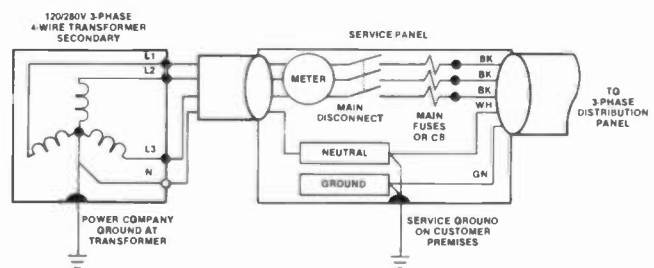 120/280V 3-PHASE
4-WIRE TRANSFORMER
SECONDARY
L1
L2
L3
N
POWER COMPANY
GROUND AT
TRANSFORMER
SERVICE PANEL
METER
MAIN
DISCONNECT
MAIN
FUSES
OR CB
BK
BK
BK
WH
GN
NEUTRAL
GROUND
SERVICE GROUND
ON CUSTOMER
PREMISES
TO
3-PHASE
DISTRIBUTION
PANEL